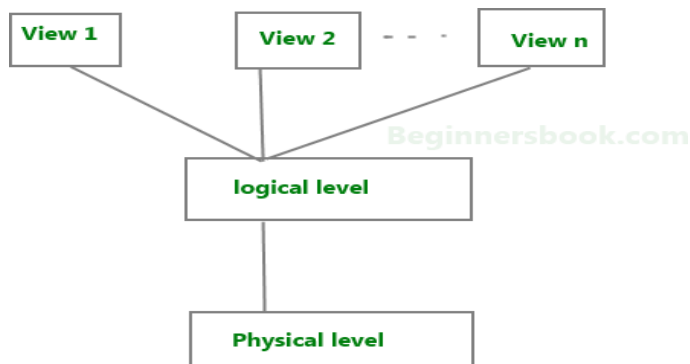 View 1
View 2
View n
Beginnersbook.com
logical level
Physical level